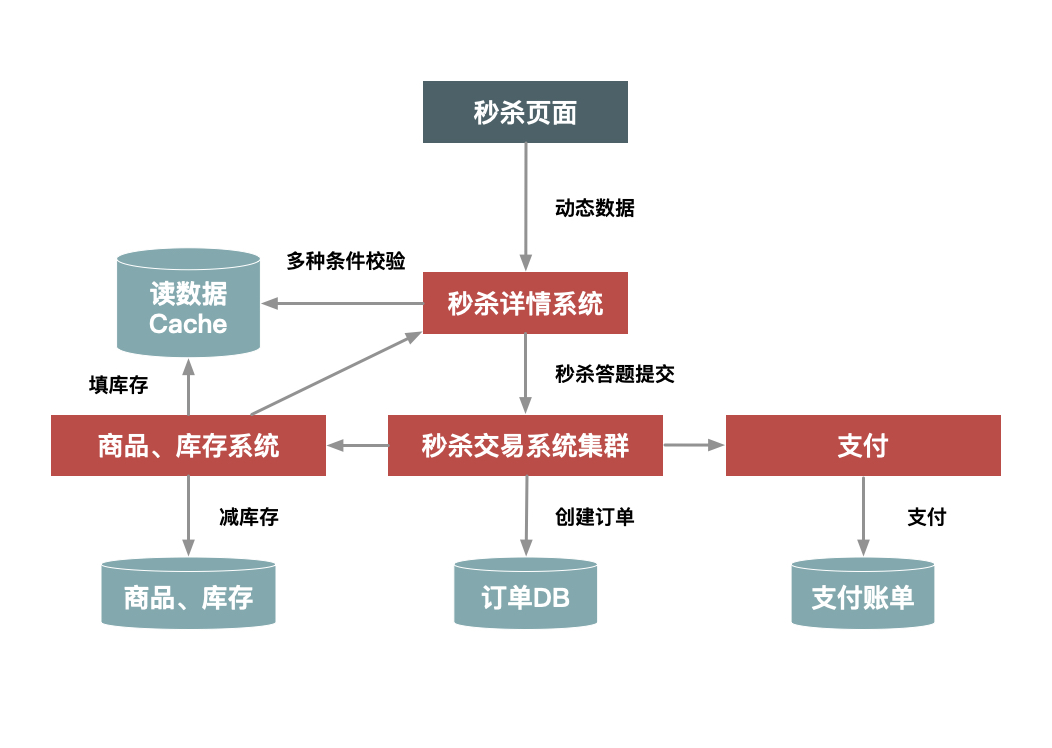 秒杀页面
动态数据
多种条件校验
读数据
Cache
秒杀详情系统
秒杀答题提交
填库存
商品、库存系统
秒杀交易系统集群
支付
减库存
创建订单
支付
商品、库存
订单DB
支付账单